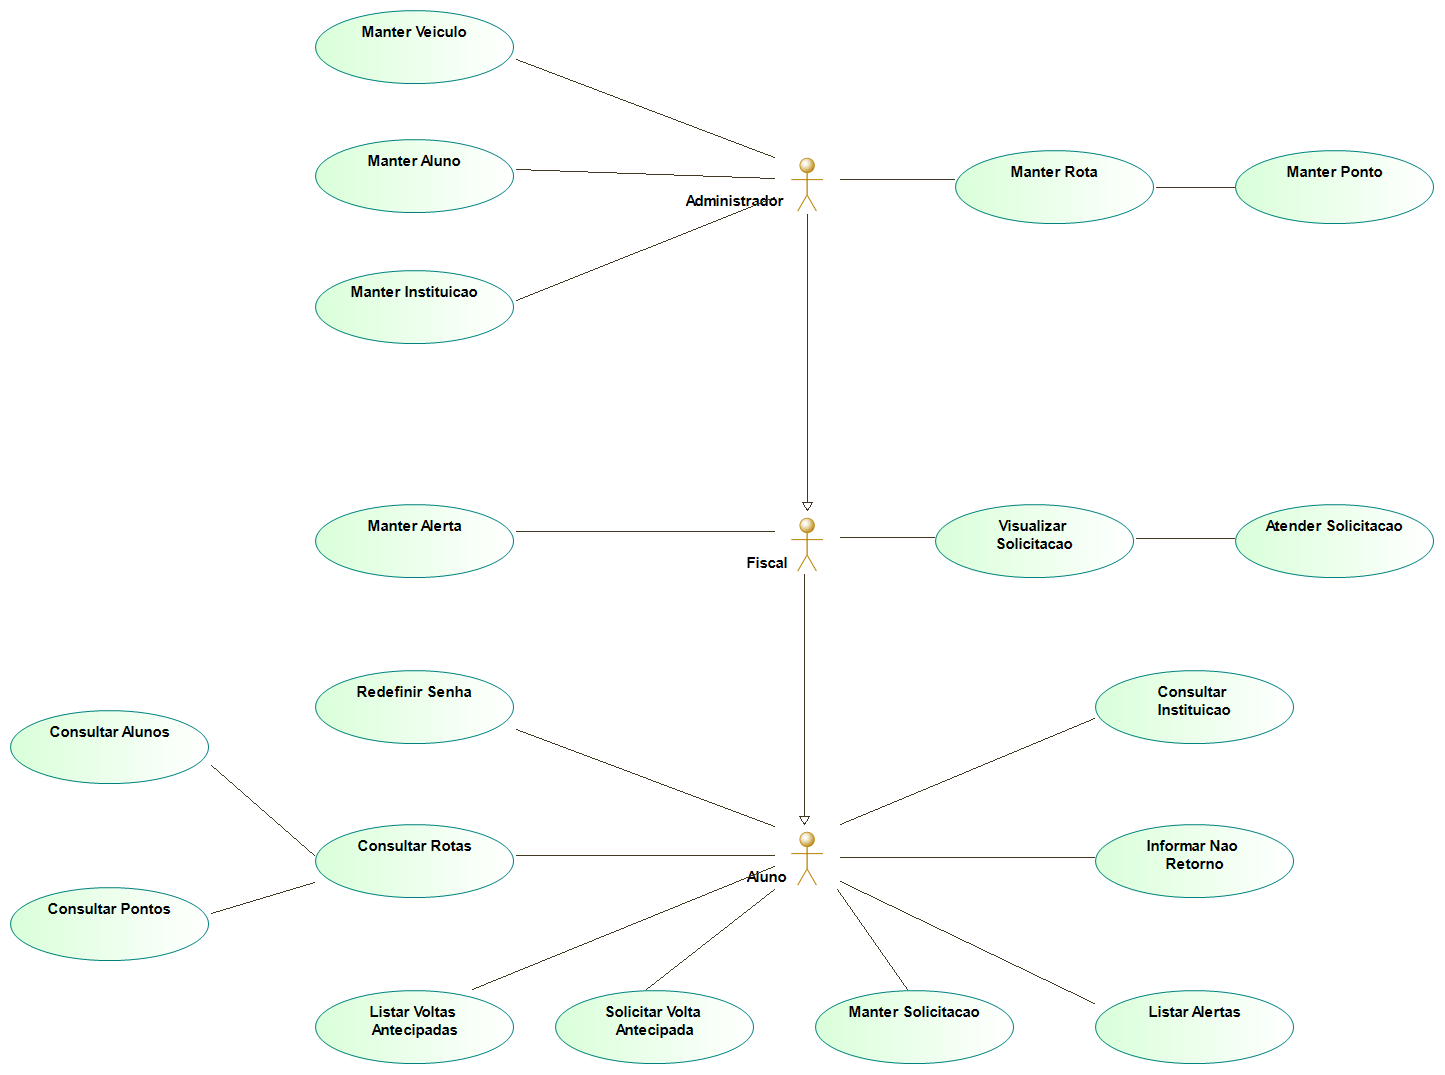 Manter Veiculo
Manter Aluno
Manter Rota
Manter Ponto
Administrador
Manter Instituicao
Manter Alerta
Visualizar
Solicitacao
Atender Solicitacao
Fiscal
Redefinir Senha
Consultar
Instituicao
Consultar Alunos
Consultar Rotas
Informar Nao
Retorno
Aluno
Consultar Pontos
Listar Voltas
Antecipadas
Solicitar Volta
Antecipada
Manter Solicitacao
Listar Alertas